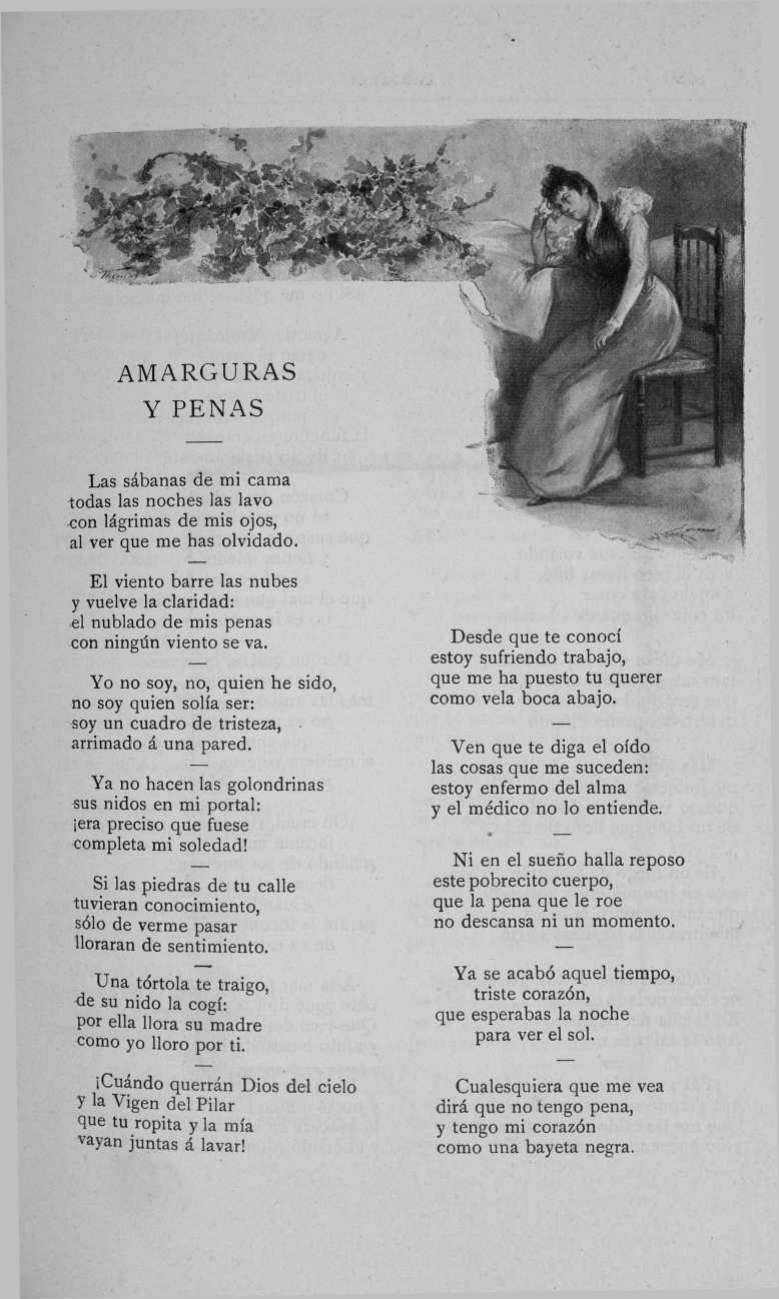 AMARGURAS
Y PENAS
Las sábanas de mi cama
todas las noches las lavo
con lágrimas de mis ojos,
al ver que me has olvidado.
El viento barre las nubes
y vuelve la claridad:
el nublado de mis penas
con ningún viento se va.
Yo no soy, no, quien he sido,
no soy quien solía ser:
soy un cuadro de tristeza,
arrimado á una pared.
Ya no hacen las golondrinas
sus nidos en mi portal:
¡era preciso que fuese
completa mi soledad!
Si las piedras de tu calle
tuvieran conocimiento,
sólo de verme pasar
lloraran de sentimiento.
Una tórtola te traigo,
de su nido la cogí:
por ella llora su madre
como yo lloro por ti.
¡Cuándo querrán Dios del cielo
y la Vigen del Pilar
que tu ropita y la mía
vayan juntas á lavar!
Desde que te conocí
estoy sufriendo trabajo,
que me ha puesto tu querer
como vela boca abajo.
Ven que te diga el oído
las cosas que me suceden:
estoy enfermo del alma
y el médico no lo entiende.
Ni en el sueño halla reposo
este pobrecito cuerpo,
que la pena que le roe
no descansa ni un momento.
Ya se acabó aquel tiempo,
triste corazón,
que esperabas la noche
para ver el sol.
Cualesquiera que me vea
dirá que no tengo pena,
y tengo mi corazón
como una bayeta negra.